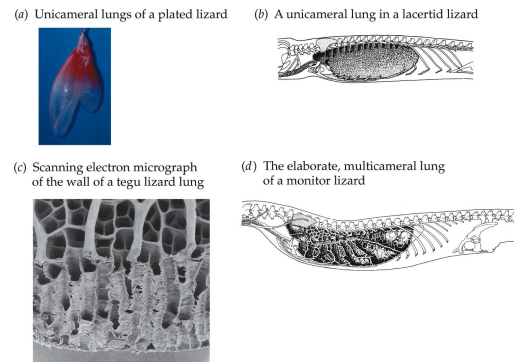 (a) Unicameral lungs of a plated lizard
(b) A unicameral lung in a lacertid lizard
(c) Scanning electron micrograph
of the wall of a tegu lizard lung
(d) The elaborate, multicameral lung
of a monitor lizard